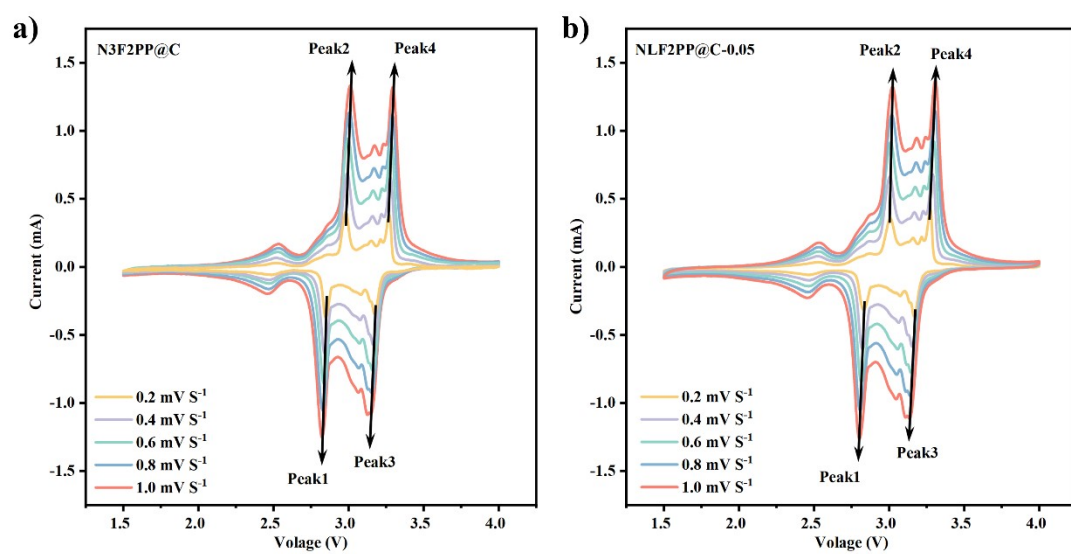 a)
N3F2PP@C
Peak2
Peak4
1.5
1.0
0.5
0.0
-0.5
-1.0
-1.5
Current (mA)
0.2 mV S⁻¹
0.4 mV S⁻¹
0.6 mV S⁻¹
0.8 mV S⁻¹
1.0 mV S⁻¹
Peak1
Peak3
1.5 2.0 2.5 3.0 3.5 4.0
Volage (V)
b)
NLF2PP@C-0.05
Peak2
Peak4
1.5
1.0
0.5
0.0
-0.5
-1.0
-1.5
Current (mA)
0.2 mV S⁻¹
0.4 mV S⁻¹
0.6 mV S⁻¹
0.8 mV S⁻¹
1.0 mV S⁻¹
Peak1
Peak3
1.5 2.0 2.5 3.0 3.5 4.0
Volage (V)